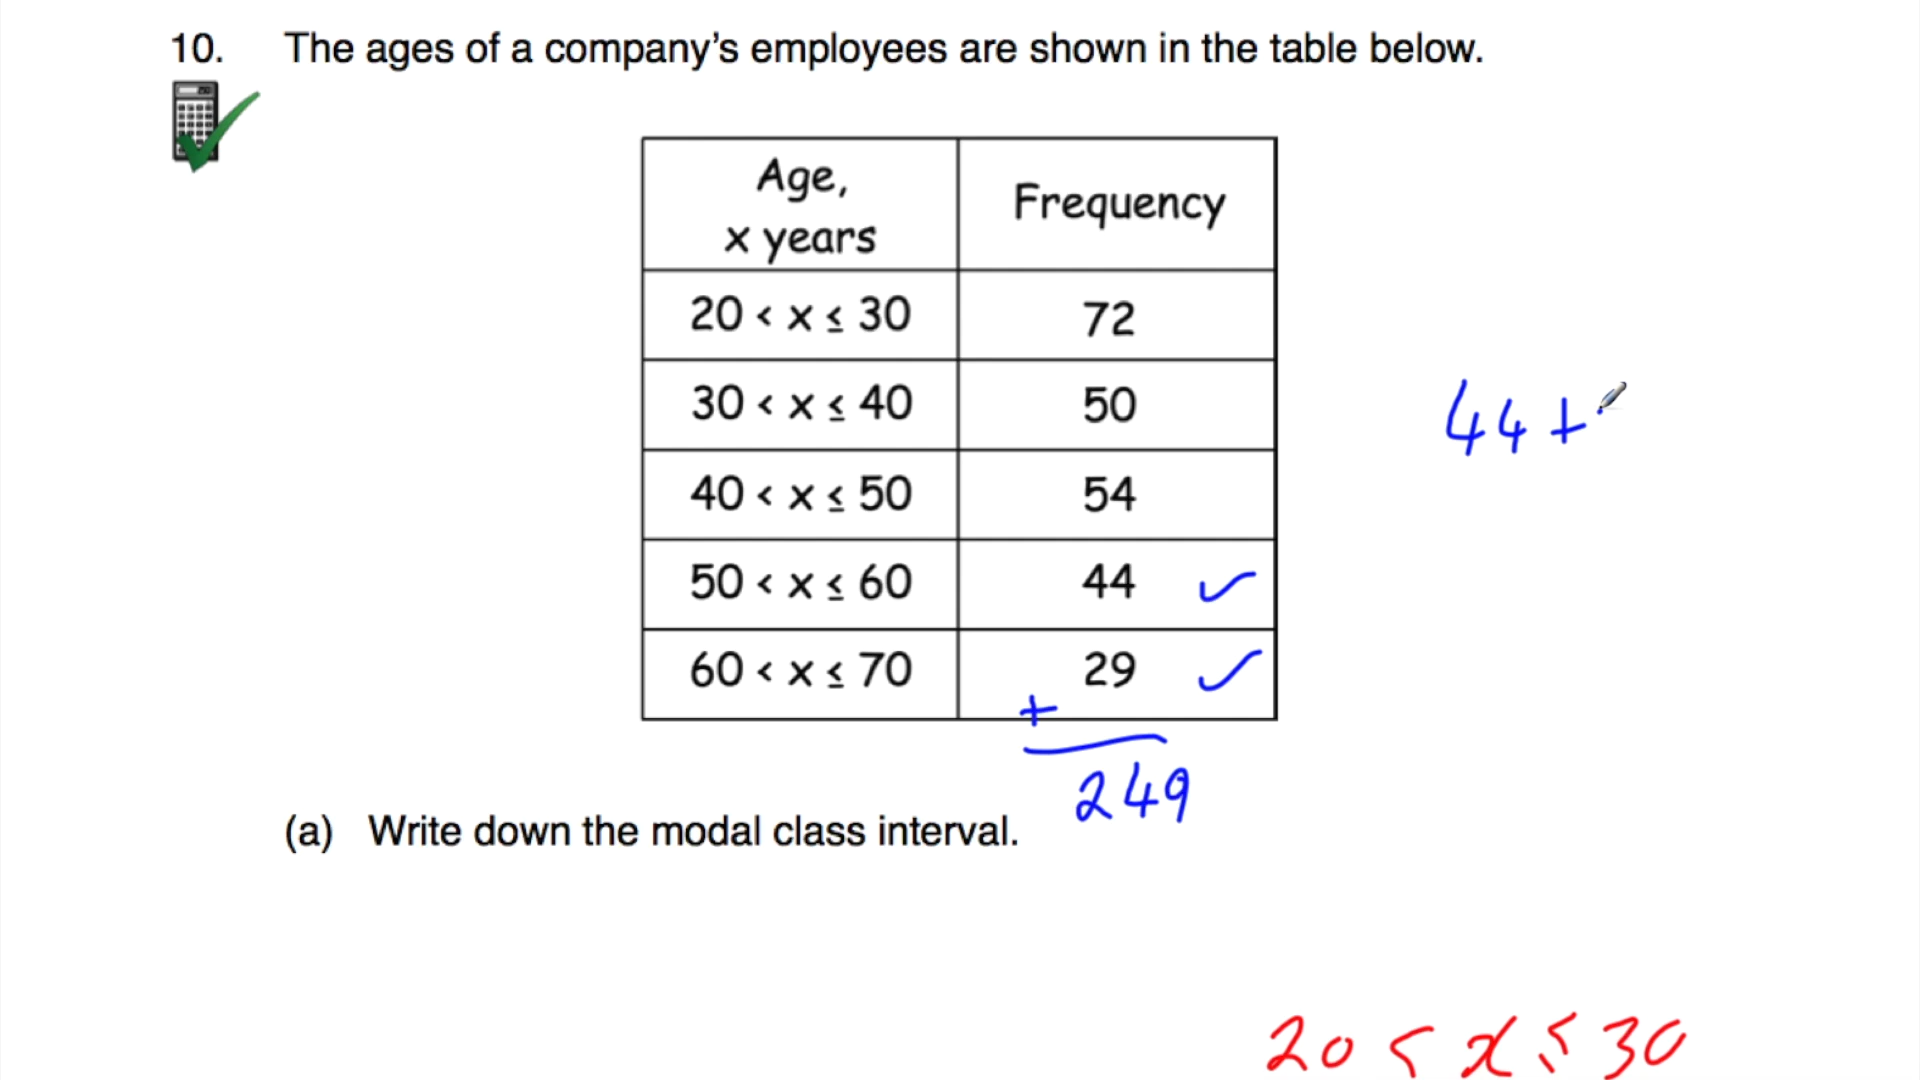 10. The ages of a company's employees are shown in the table below.
Age, x years Frequency
20 < x ≤ 30 72
30 < x ≤ 40 50
44 +
40 < x ≤ 50 54
50 < x ≤ 60 44 ✓
60 < x ≤ 70 29 ✓
+
249
(a) Write down the modal class interval.
20 < x ≤ 30